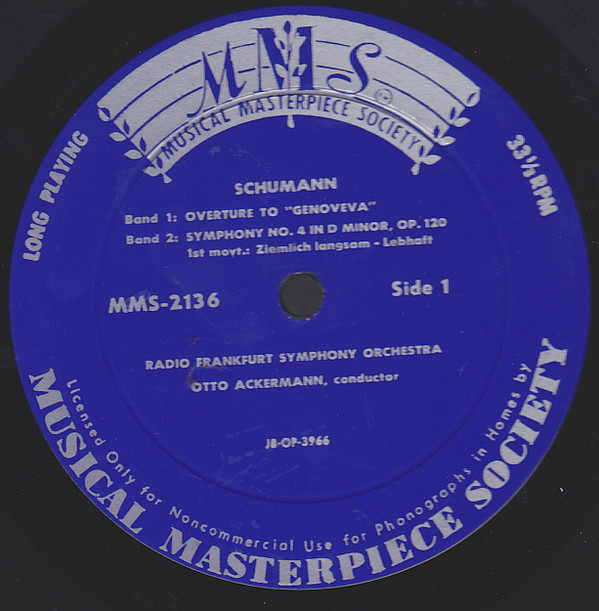 MMS
MUSICAL MASTERPIECE SOCIETY
LONG PLAYING
33⅓ RPM
SCHUMANN
Band 1: OVERTURE TO "GENOVEVA"
Band 2: SYMPHONY NO. 4 IN D MINOR, OP. 120
1st movt.: Ziemlich langsam - Lebhaft
MMS-2136
Side 1
RADIO FRANKFURT SYMPHONY ORCHESTRA
OTTO ACKERMANN, conductor
J8-OP-3966
Licensed Only for Noncommercial Use for Phonographs in Homes by
MUSICAL MASTERPIECE SOCIETY